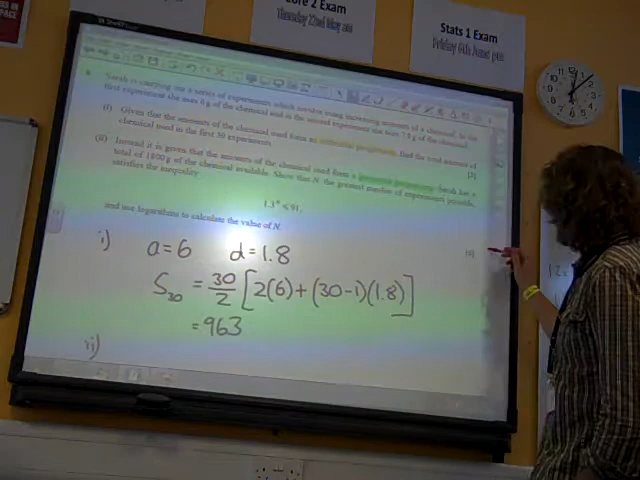 Core 2 Exam
Tuesday 22nd May am
Stats 1 Exam
Friday 6th June pm
Sarah is carrying out a series of experiments which involve using increasing amounts of a chemical. In the
first experiment she uses 6 g of the chemical and in the second experiment she uses 7.8 g of the chemical.
(i) Given that the amounts of the chemical used form an arithmetic progression, find the total amount of
chemical used in the first 30 experiments.
[3]
(ii) Instead it is given that the amounts of the chemical used form a geometric progression. Sarah has a
total of 1800 g of the chemical available. Show that N, the greatest number of experiments possible,
satisfies the inequality
1.3ᴺ ⩽ 91,
and use logarithms to calculate the value of N.
[6]
i) a=6 d=1.8
S₃₀ = 30/2 [2(6)+(30-1)(1.8)]
= 963
ii)